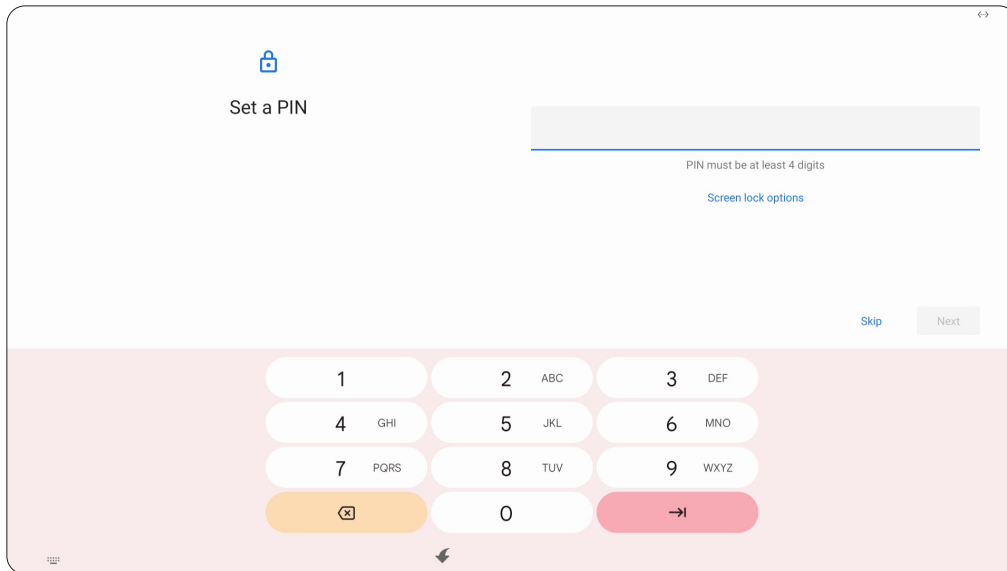 Set a PIN
PIN must be at least 4 digits
Screen lock options
Skip Next
1 2 ABC 3 DEF
4 GHI 5 JKL 6 MNO
7 PQRS 8 TUV 9 WXYZ
0